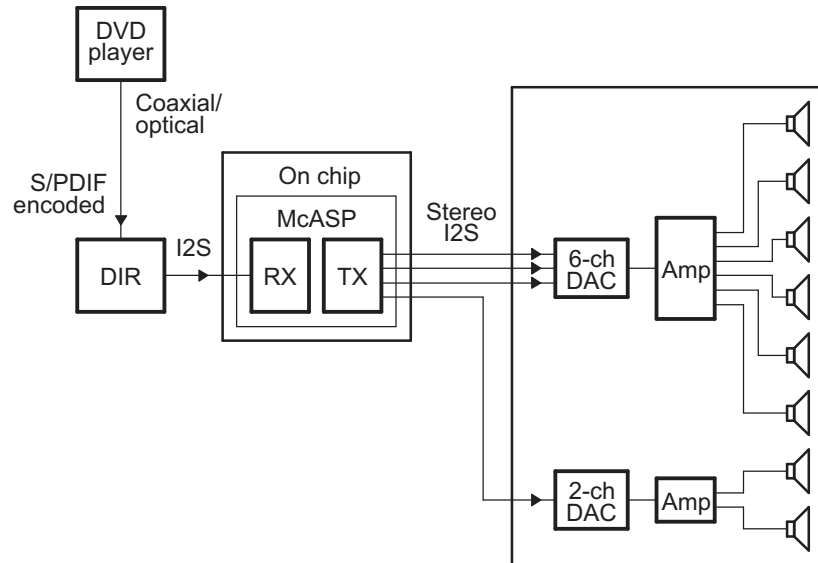 DVD
player
Coaxial/
optical
S/PDIF
encoded
DIR
I2S
On chip
McASP
RX
TX
Stereo
I2S
6-ch
DAC
Amp
2-ch
DAC
Amp